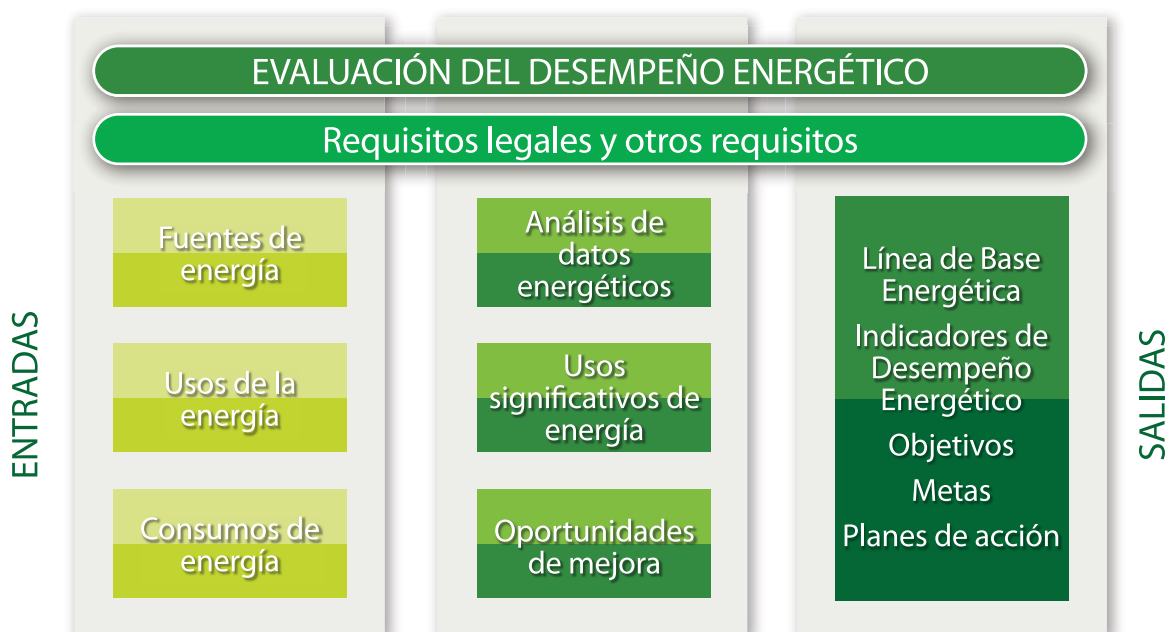 EVALUACIÓN DEL DESEMPEÑO ENERGÉTICO
Requisitos legales y otros requisitos
ENTRADAS
Fuentes de
energía
Usos de la
energía
Consumos de
energía
Análisis de
datos
energéticos
Usos
significativos de
energía
Oportunidades
de mejora
Línea de Base
Energética
Indicadores de
Desempeño
Energético
Objetivos
Metas
Planes de acción
SALIDAS